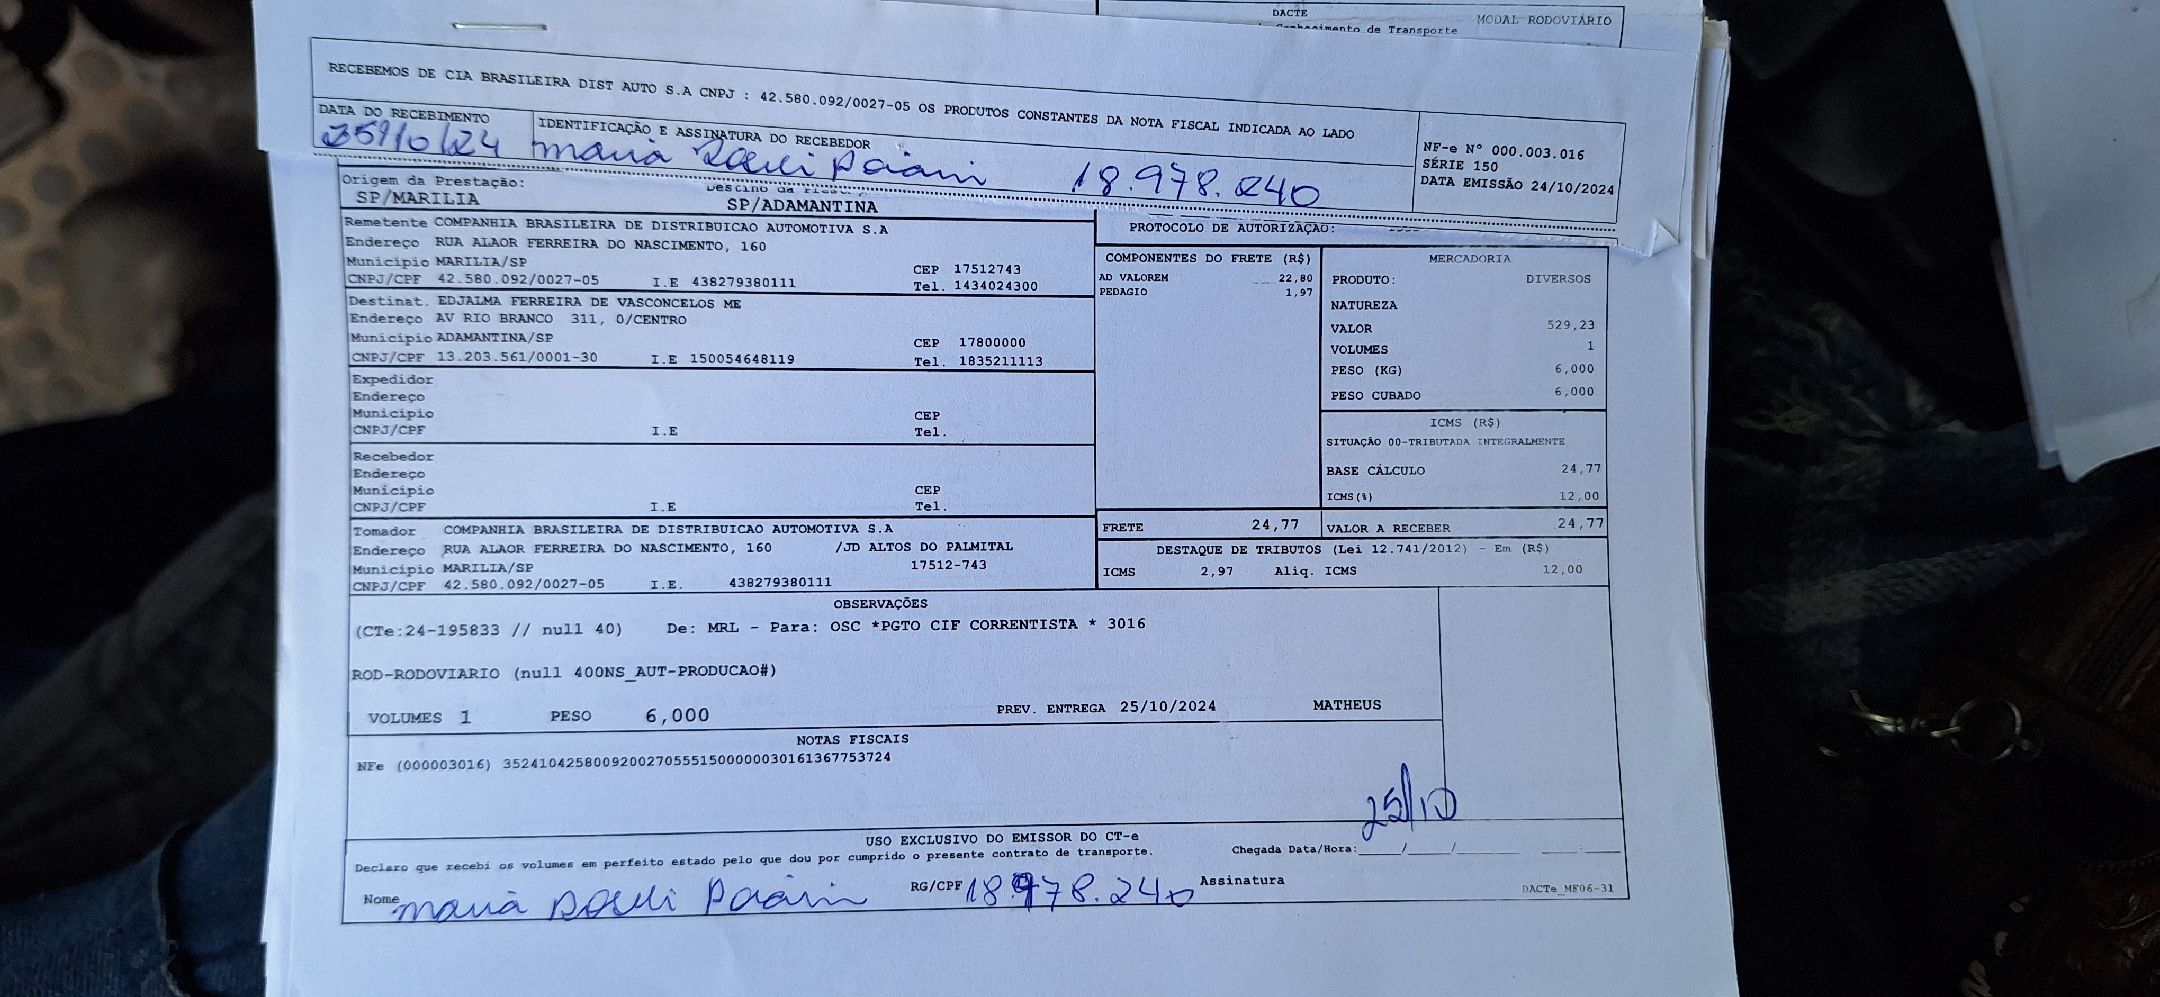 DACTE
MODAL RODOVIÁRIO
de Transporte
RECEBEMOS DE CIA BRASILEIRA DIST AUTO S.A CNPJ : 42.580.092/0027-05 OS PRODUTOS CONSTANTES DA NOTA FISCAL INDICADA AO LADO
DATA DO RECEBIMENTO
IDENTIFICAÇÃO E ASSINATURA DO RECEBEDOR
NF-e Nº 000.003.016
SÉRIE 150
DATA EMISSÃO 24/10/2024
25/10/24 Maria Roseli 18.978.240
Origem da Prestação:
SP/MARILIA
SP/ADAMANTINA
Remetente COMPANHIA BRASILEIRA DE DISTRIBUICAO AUTOMOTIVA S.A
Endereço RUA ALAOR FERREIRA DO NASCIMENTO, 160
Município MARILIA/SP CEP 17512743
CNPJ/CPF 42.580.092/0027-05 I.E 438279380111 Tel. 1434024300
Destinat. EDJALMA FERREIRA DE VASCONCELOS ME
Endereço AV RIO BRANCO 311, 0/CENTRO
Município ADAMANTINA/SP CEP 17800000
CNPJ/CPF 13.203.561/0001-30 I.E 150054648119 Tel. 1835211113
Expedidor
Endereço
Município CEP
CNPJ/CPF I.E Tel.
Recebedor
Endereço
Município CEP
CNPJ/CPF I.E Tel.
Tomador COMPANHIA BRASILEIRA DE DISTRIBUICAO AUTOMOTIVA S.A
Endereço RUA ALAOR FERREIRA DO NASCIMENTO, 160 /JD ALTOS DO PALMITAL
Município MARILIA/SP 17512-743
CNPJ/CPF 42.580.092/0027-05 I.E. 438279380111
PROTOCOLO DE AUTORIZAÇÃO:
COMPONENTES DO FRETE (R$)
AD VALOREM 22,80
PEDAGIO 1,97
MERCADORIA
PRODUTO: DIVERSOS
NATUREZA
VALOR 529,23
VOLUMES 1
PESO (KG) 6,000
PESO CUBADO 6,000
ICMS (R$)
SITUAÇÃO 00-TRIBUTADA INTEGRALMENTE
BASE CÁLCULO 24,77
ICMS(%) 12,00
FRETE 24,77 VALOR A RECEBER 24,77
DESTAQUE DE TRIBUTOS (Lei 12.741/2012) - Em (R$)
ICMS 2,97 Aliq. ICMS 12,00
OBSERVAÇÕES
(CTe:24-195833 // null 40) De: MRL - Para: OSC *PGTO CIF CORRENTISTA * 3016
ROD-RODOVIARIO (null 400NS_AUT-PRODUCAO#)
VOLUMES 1 PESO 6,000 PREV. ENTREGA 25/10/2024 MATHEUS
NOTAS FISCAIS
NFe (000003016) 35241042580092002705551500000030161367753724
25/10
USO EXCLUSIVO DO EMISSOR DO CT-e
Declaro que recebi os volumes em perfeito estado pelo que dou por cumprido o presente contrato de transporte. Chegada Data/Hora:
Nome Maria Roseli RG/CPF 18.978.240 Assinatura
DACTe_MF06-31